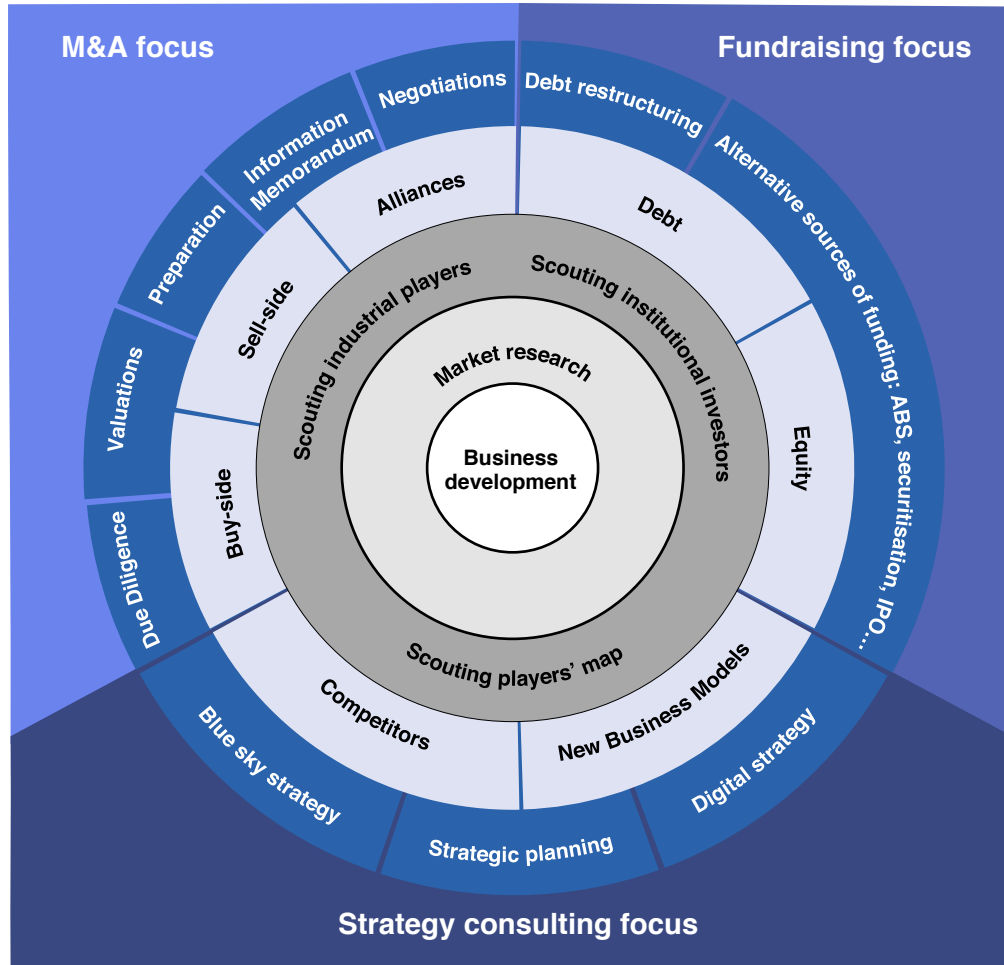 M&A focus
Fundraising focus
Negotiations
Debt restructuring
Information
Memorandum
Alternative sources of funding: ABS, securitisation, IPO...
Preparation
Valuations
Due Diligence
Alliances
Debt
Sell-side
Equity
Buy-side
Scouting industrial players
Scouting institutional investors
Market research
Business
development
Scouting players’ map
Competitors
New Business Models
Blue sky strategy
Strategic planning
Digital strategy
Strategy consulting focus